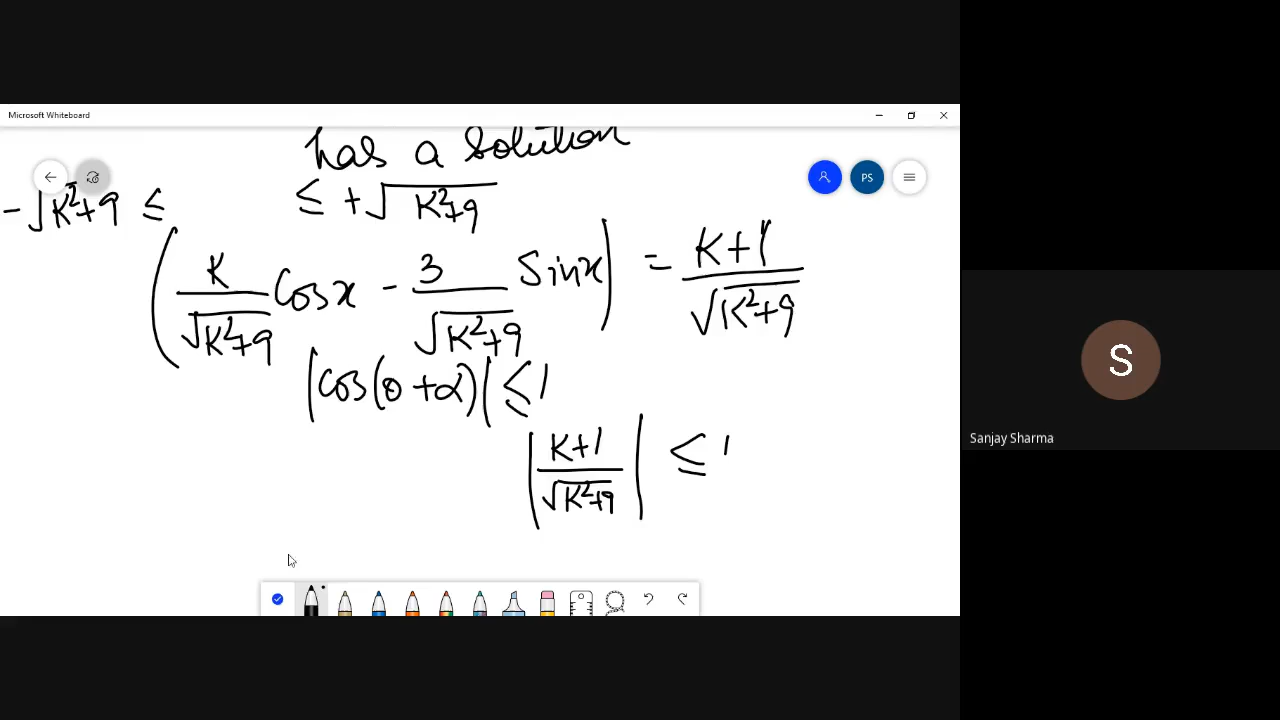 Microsoft Whiteboard
has a solution
PS
-√K²+9 ≤ ≤ +√K²+9
(K/√K²+9 Cosx - 3/√K²+9 Sinx) = K+1/√K²+9
|Cos(θ+α)| ≤ 1
|K+1/√K²+9| ≤ 1
S
Sanjay Sharma